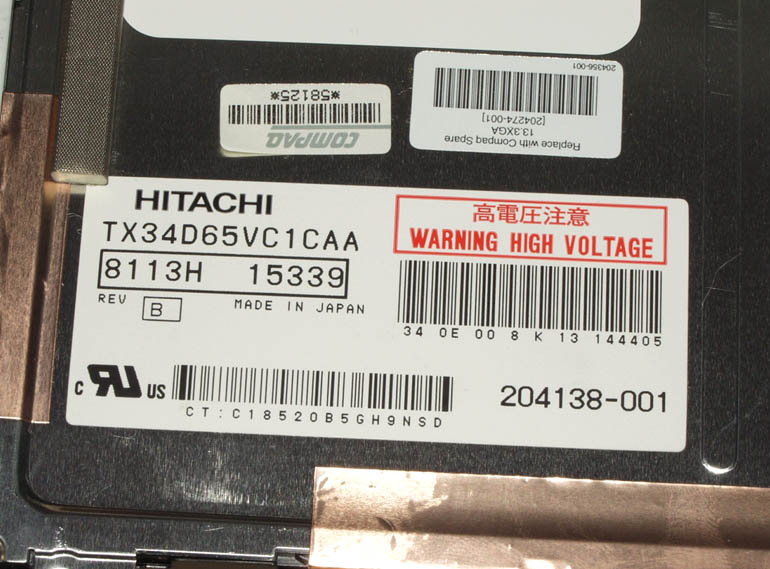 204356-001
[204274-001]
13.3XGA
Replace with Compaq Spare
*58125*
COMPAQ
HITACHI
TX34D65VC1CAA
8113H 15339
REV B MADE IN JAPAN
高電圧注意
WARNING HIGH VOLTAGE
34 0E 00 8 K 13 144405
c RU US
CT:C18520B5GH9NSD
204138-001